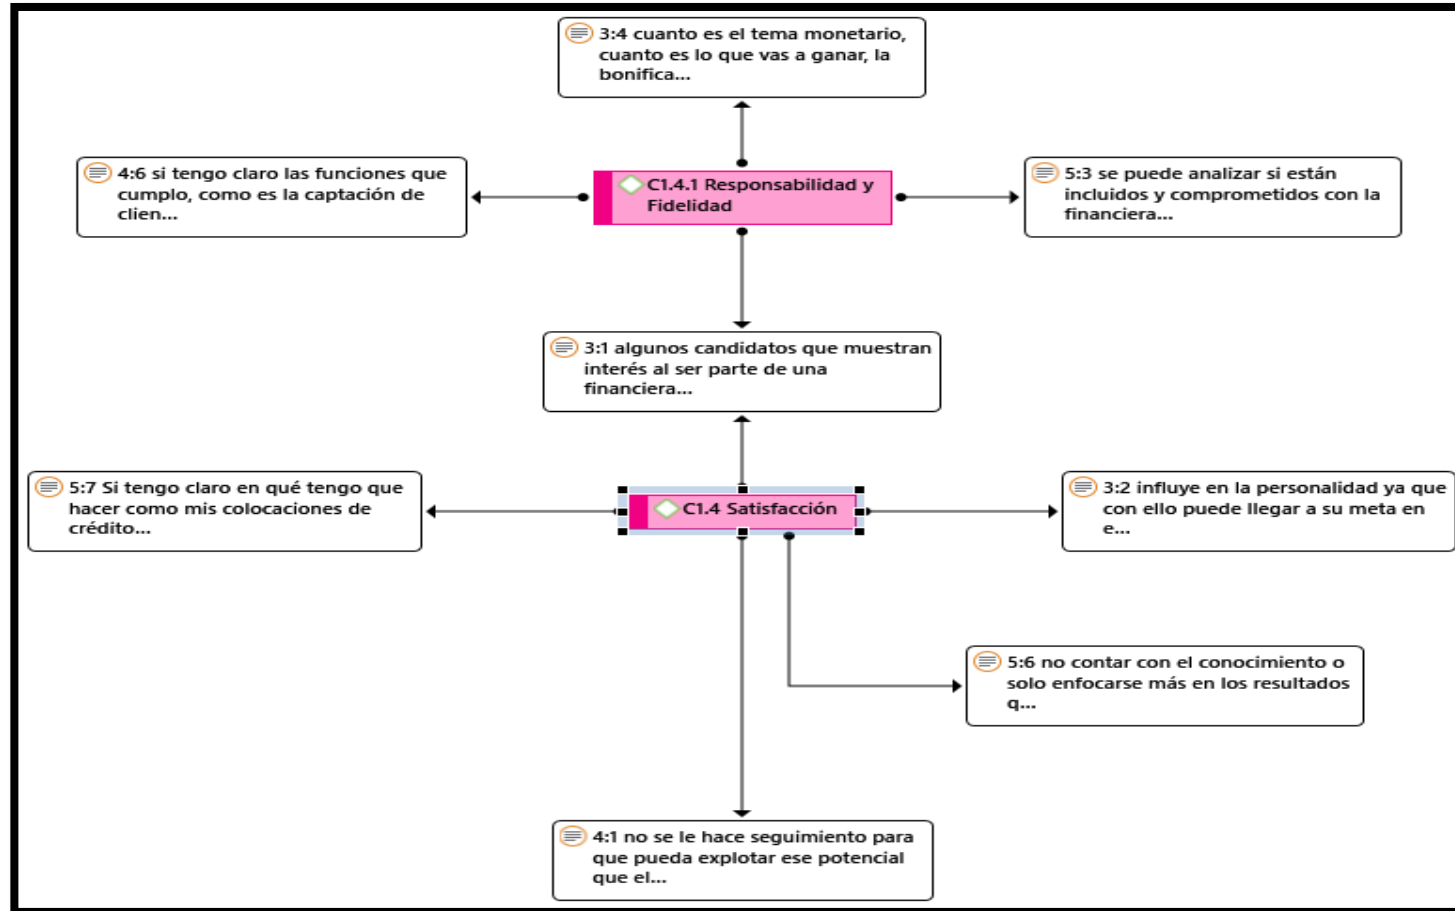 3:4 cuanto es el tema monetario,
cuanto es lo que vas a ganar, la
bonifica...
4:6 si tengo claro las funciones que
cumplo, como es la captación de
clien...
C1.4.1 Responsabilidad y
Fidelidad
5:3 se puede analizar si están
incluidos y comprometidos con la
financiera...
3:1 algunos candidatos que muestran
interés al ser parte de una
financiera...
5:7 Si tengo claro en qué tengo que
hacer como mis colocaciones de
crédito...
C1.4 Satisfacción
3:2 influye en la personalidad ya que
con ello puede llegar a su meta en
e...
5:6 no contar con el conocimiento o
solo enfocarse más en los resultados
q...
4:1 no se le hace seguimiento para
que pueda explotar ese potencial
que el...